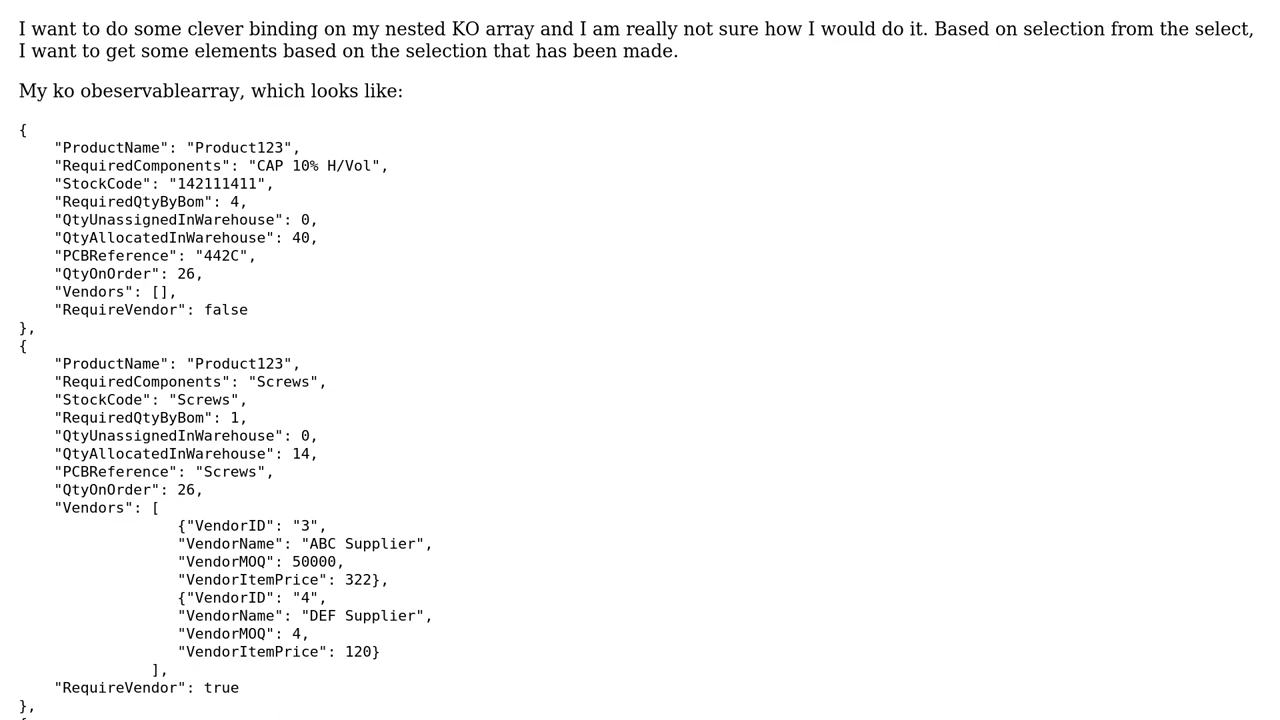 I want to do some clever binding on my nested KO array and I am really not sure how I would do it. Based on selection from the select,
I want to get some elements based on the selection that has been made.
My ko obeservablearray, which looks like:
{
    "ProductName": "Product123",
    "RequiredComponents": "CAP 10% H/Vol",
    "StockCode": "142111411",
    "RequiredQtyByBom": 4,
    "QtyUnassignedInWarehouse": 0,
    "QtyAllocatedInWarehouse": 40,
    "PCBReference": "442C",
    "QtyOnOrder": 26,
    "Vendors": [],
    "RequireVendor": false
},
{
    "ProductName": "Product123",
    "RequiredComponents": "Screws",
    "StockCode": "Screws",
    "RequiredQtyByBom": 1,
    "QtyUnassignedInWarehouse": 0,
    "QtyAllocatedInWarehouse": 14,
    "PCBReference": "Screws",
    "QtyOnOrder": 26,
    "Vendors": [
                  {"VendorID": "3",
                  "VendorName": "ABC Supplier",
                  "VendorMOQ": 50000,
                  "VendorItemPrice": 322},
                  {"VendorID": "4",
                  "VendorName": "DEF Supplier",
                  "VendorMOQ": 4,
                  "VendorItemPrice": 120}
               ],
    "RequireVendor": true
},
{